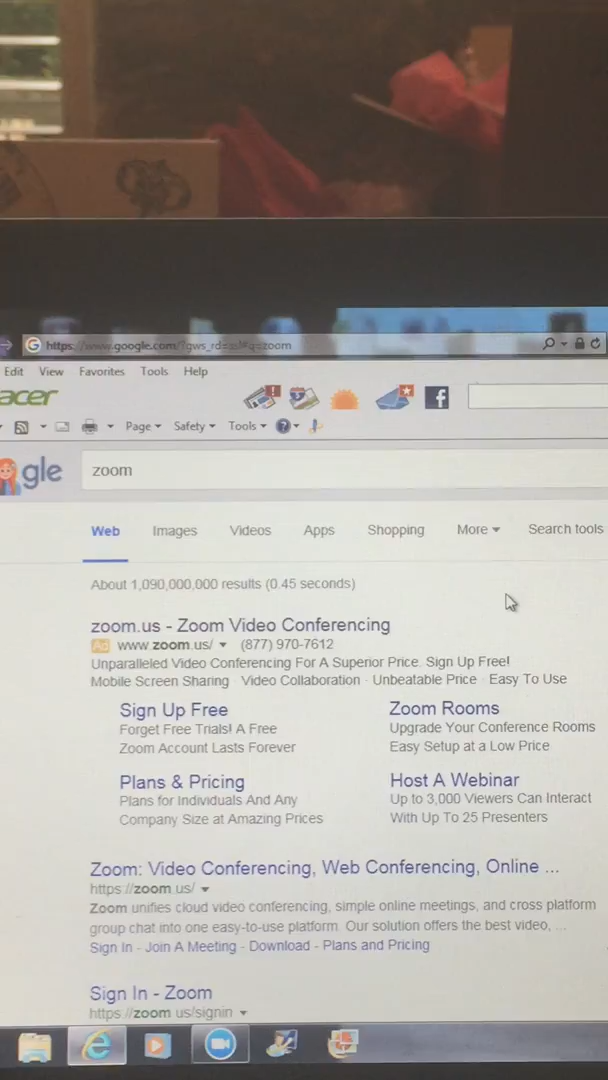 https://www.google.com/?gws_rd=ssl#q=zoom
Edit View Favorites Tools Help
acer
Page Safety Tools
gle
zoom
Web Images Videos Apps Shopping More Search tools
About 1,090,000,000 results (0.45 seconds)
zoom.us - Zoom Video Conferencing
Ad www.zoom.us/ (877) 970-7612
Unparalleled Video Conferencing For A Superior Price. Sign Up Free!
Mobile Screen Sharing · Video Collaboration · Unbeatable Price · Easy To Use
Sign Up Free
Forget Free Trials! A Free
Zoom Account Lasts Forever
Zoom Rooms
Upgrade Your Conference Rooms
Easy Setup at a Low Price
Plans & Pricing
Plans for Individuals And Any
Company Size at Amazing Prices
Host A Webinar
Up to 3,000 Viewers Can Interact
With Up To 25 Presenters
Zoom: Video Conferencing, Web Conferencing, Online ...
https://zoom.us/
Zoom unifies cloud video conferencing, simple online meetings, and cross platform
group chat into one easy-to-use platform. Our solution offers the best video, ...
Sign In - Join A Meeting - Download - Plans and Pricing
Sign In - Zoom
https://zoom.us/signin